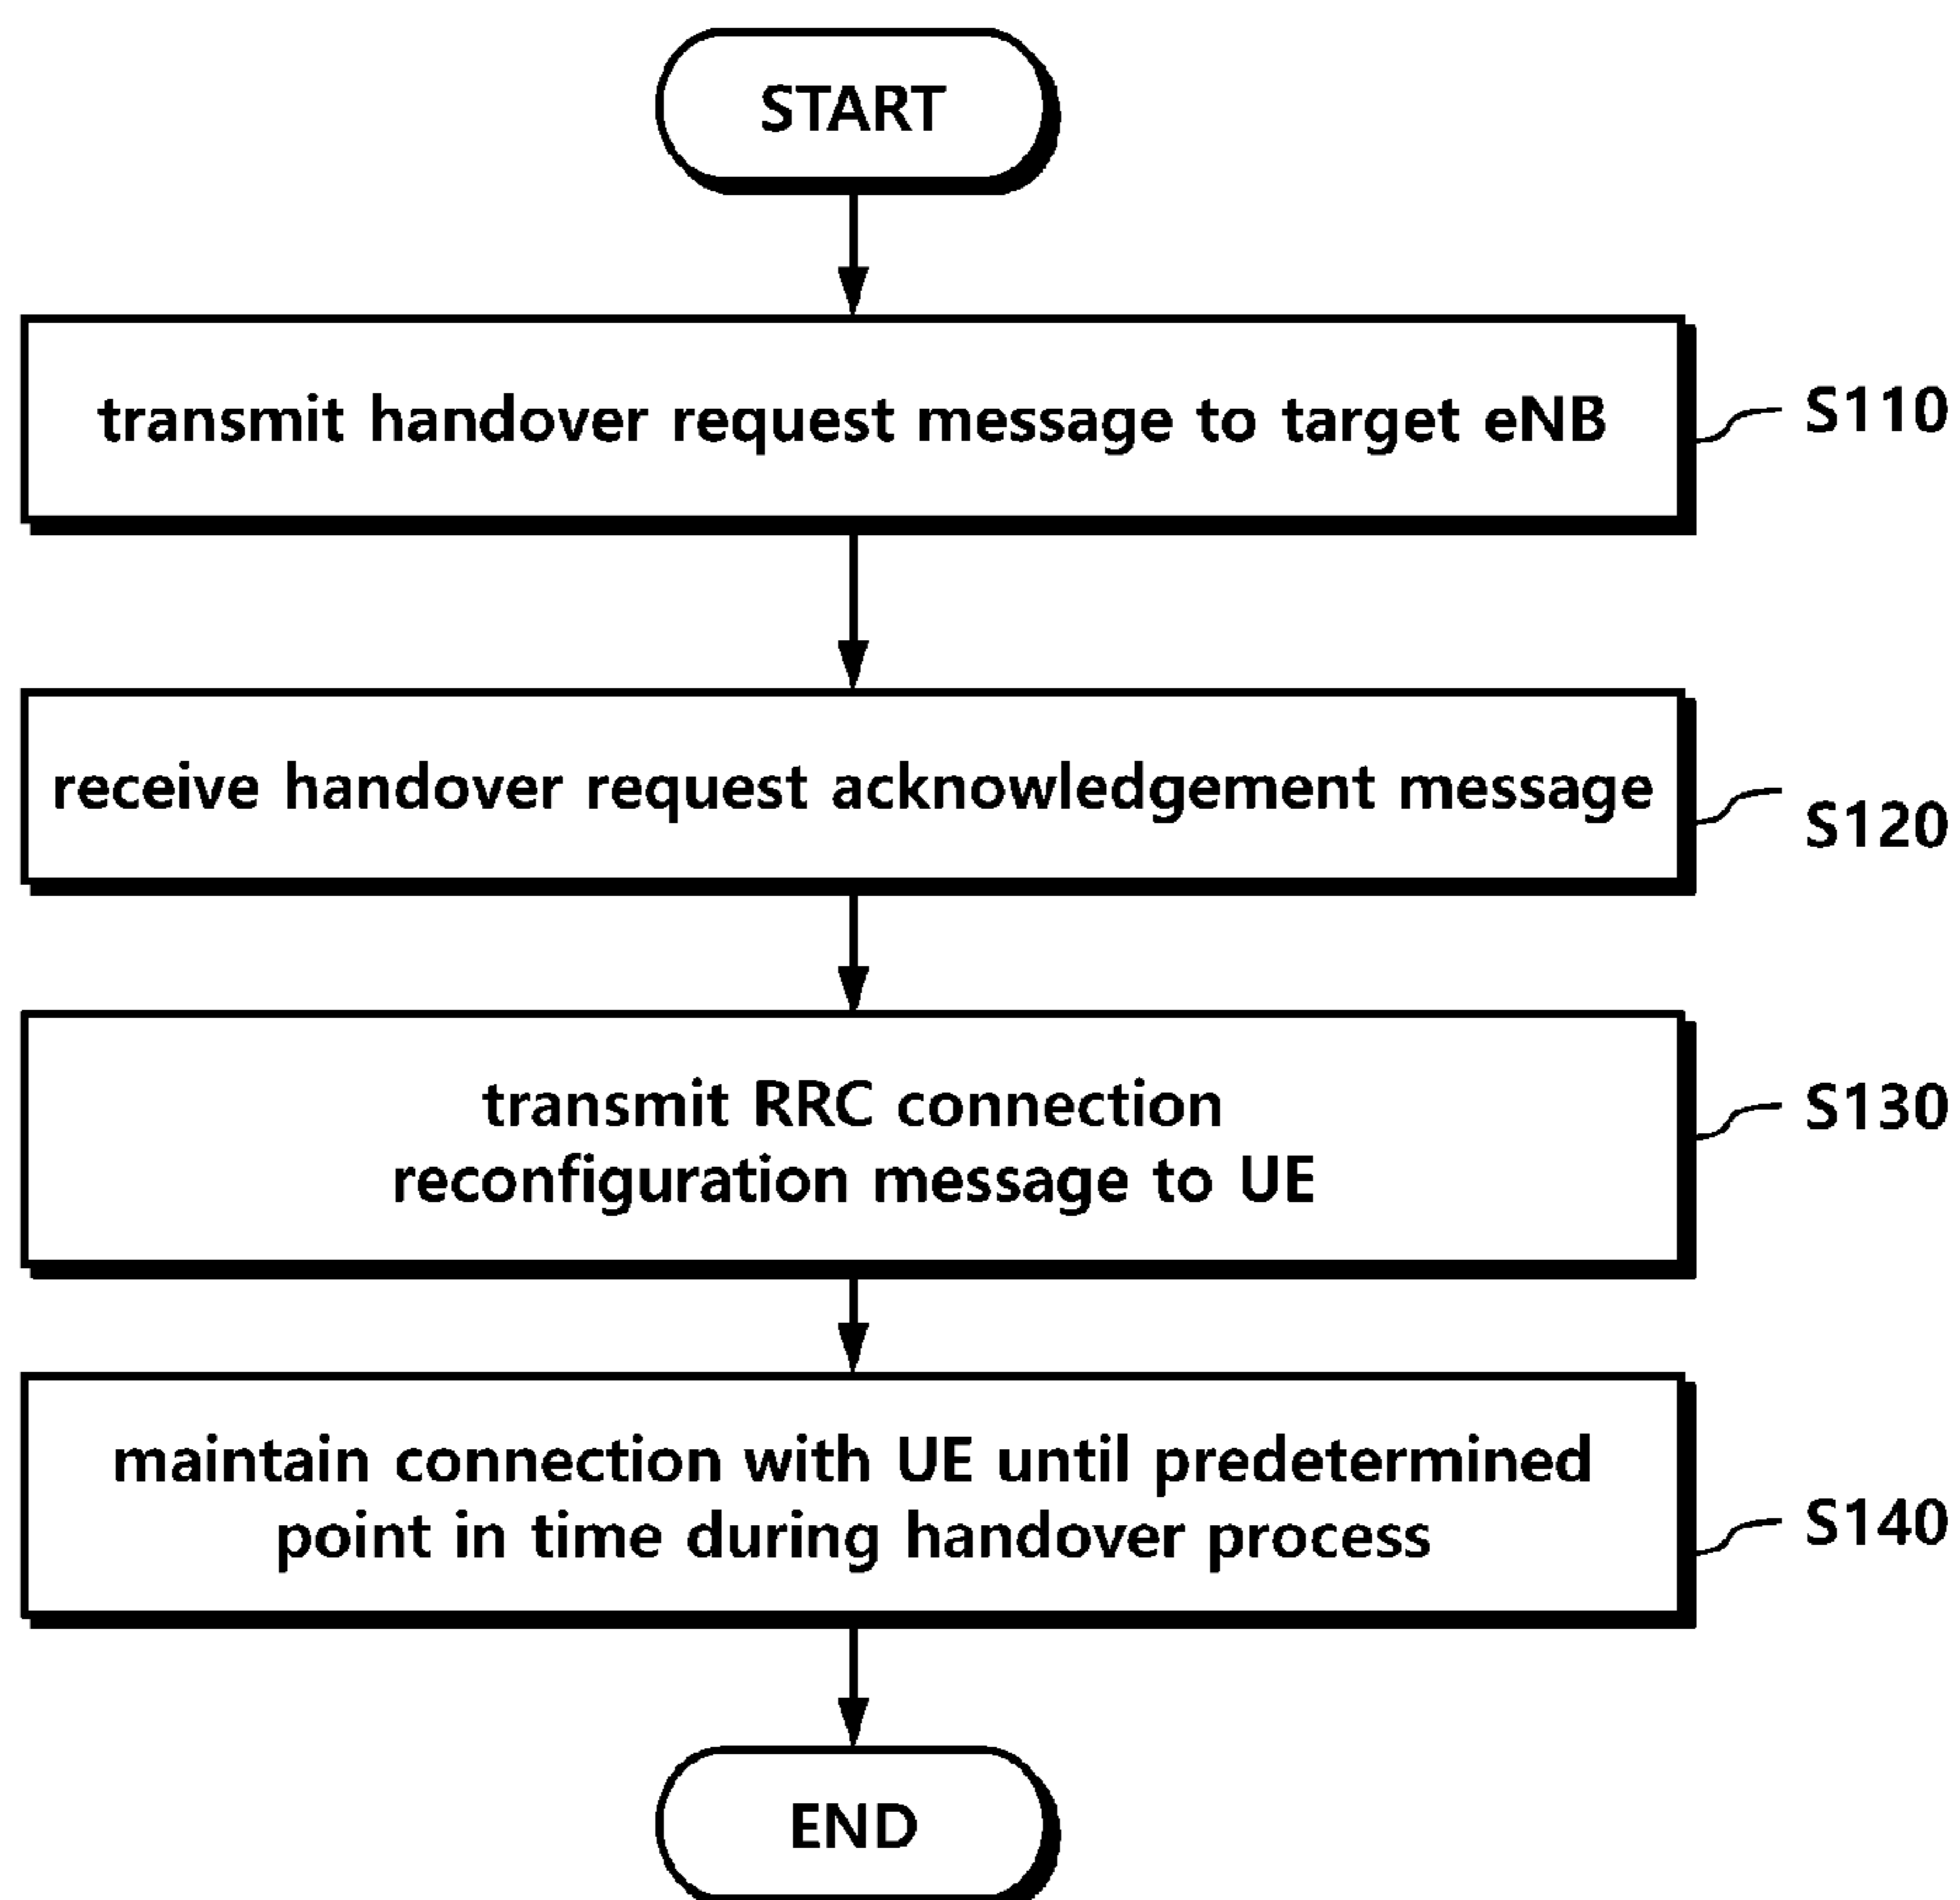 START
transmit handover request message to target eNB
S110
receive handover request acknowledgement message
S120
transmit RRC connection
reconfiguration message to UE
S130
maintain connection with UE until predetermined
point in time during handover process
S140
END